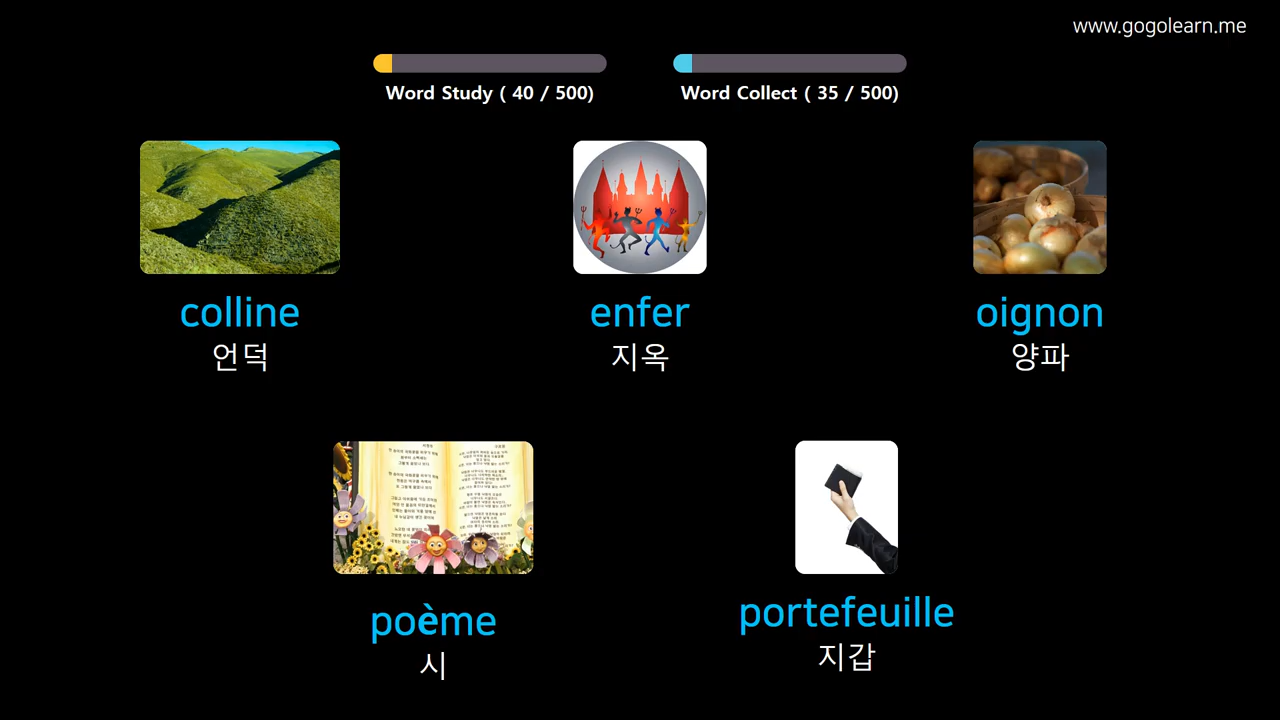 www.gogolearn.me
Word Study ( 40 / 500)
Word Collect ( 35 / 500)
colline
언덕
enfer
지옥
oignon
양파
poème
시
portefeuille
지갑